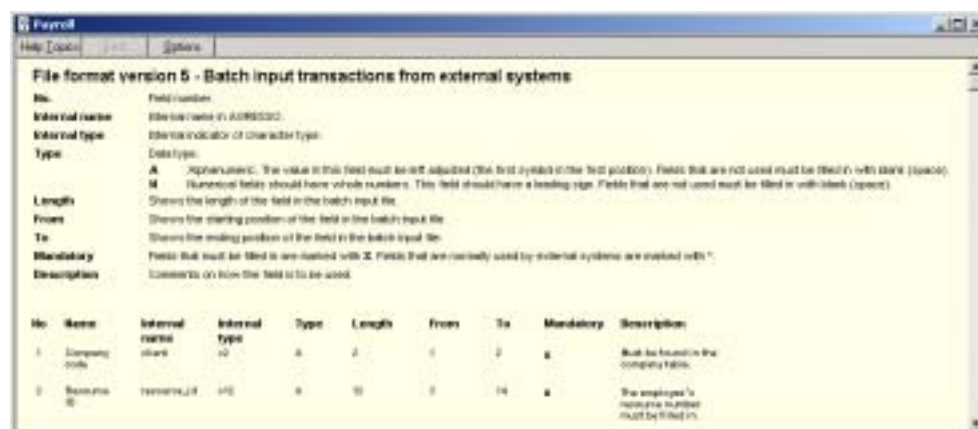 Payroll
Help Topics Options
File format version 5 - Batch input transactions from external systems
No. Field number.
Internal name Internal name in AGRESSO.
Internal type Internal indicator of character type.
Type Data type:
A Alphanumeric. The value in this field must be left adjusted (the first symbol in the first position). Fields that are not used must be filled in with blank (space).
N Numerical fields should have whole numbers. This field should have a leading sign. Fields that are not used must be filled in with blank (space).
Length Shows the length of the field in the batch input file.
From Shows the starting position of the field in the batch input file.
To Shows the ending position of the field in the batch input file.
Mandatory Fields that must be filled in are marked with X. Fields that are normally used by external systems are marked with *.
Description Comments on how the field is to be used.
No Name Internal name Internal type Type Length From To Mandatory Description
1 Company code client A 2 1 2 x Must be found in the company table.
2 Resource ID resource_id A 3 x The employee's resource number must be filled in.